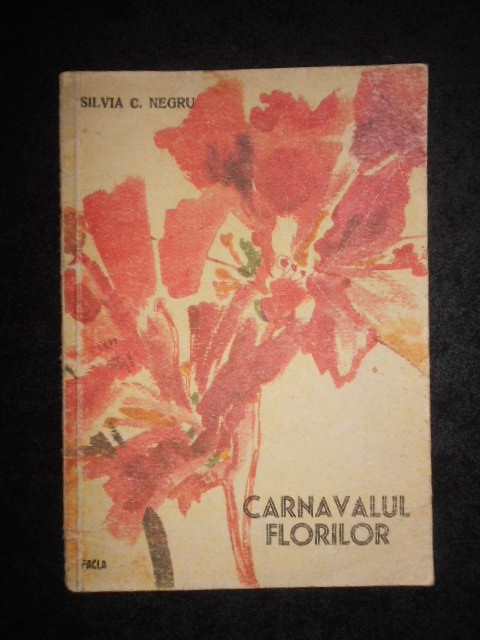 SILVIA C. NEGRU
CARNAVALUL
FLORILOR
FACLA